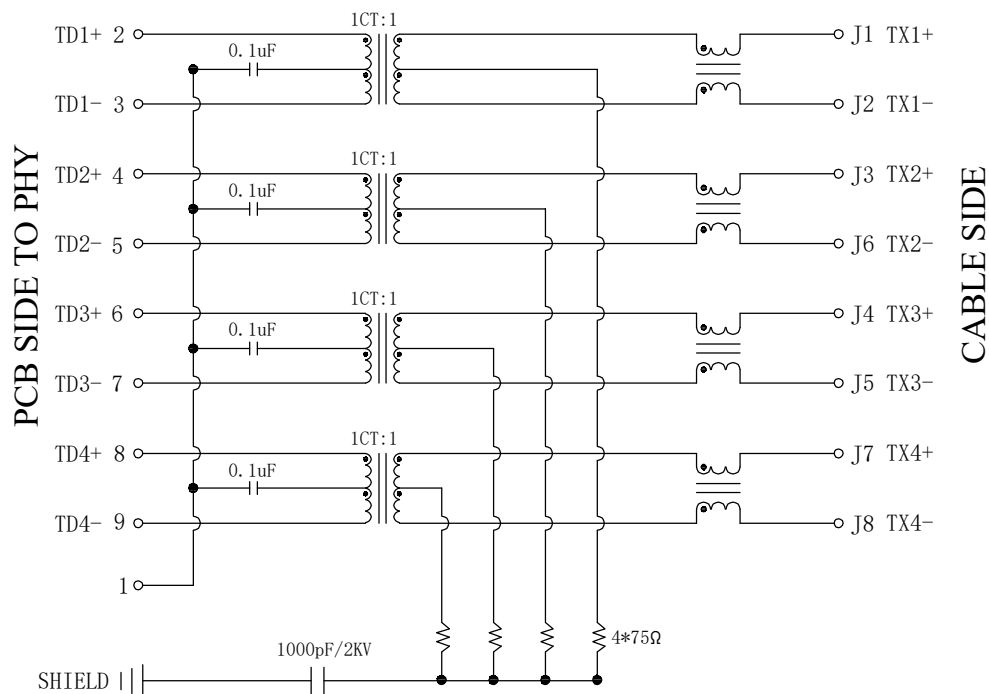 1CT:1
TD1+ 2
J1 TX1+
0.1uF
TD1- 3
J2 TX1-
1CT:1
TD2+ 4
J3 TX2+
0.1uF
TD2- 5
J6 TX2-
PCB SIDE TO PHY
CABLE SIDE
1CT:1
TD3+ 6
J4 TX3+
0.1uF
TD3- 7
J5 TX3-
1CT:1
TD4+ 8
J7 TX4+
0.1uF
TD4- 9
J8 TX4-
1
4*75Ω
1000pF/2KV
SHIELD